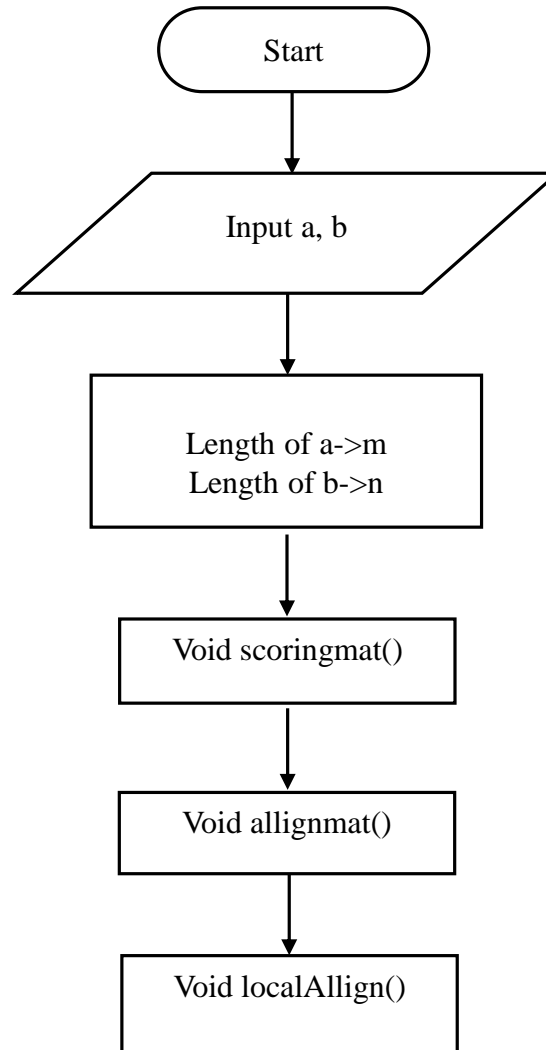 Start
Input a, b
Length of a->m
Length of b->n
Void scoringmat()
Void allignmat()
Void localAllign()